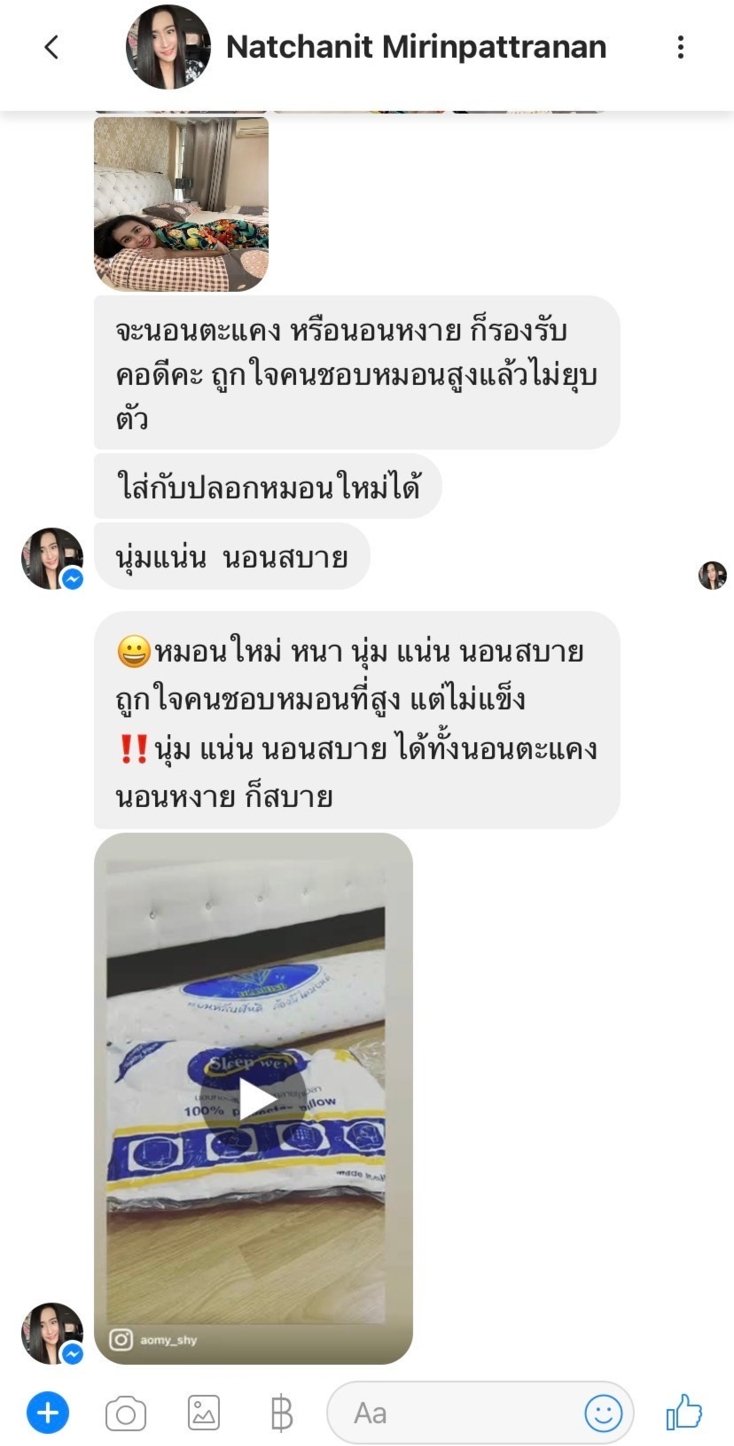 Natchanit Mirinpattranan
จะนอนตะแคง หรือนอนหงาย ก็รองรับ
คอดีคะ ถูกใจคนชอบหมอนสูงแล้วไม่ยุบ
ตัว
ใส่กับปลอกหมอนใหม่ได้
นุ่มแน่น นอนสบาย
😀หมอนใหม่ หนา นุ่ม แน่น นอนสบาย
ถูกใจคนชอบหมอนที่สูง แต่ไม่แข็ง
‼️นุ่ม แน่น นอนสบาย ได้ทั้งนอนตะแคง
นอนหงาย ก็สบาย
Sleep we
100%
made in
aomy_shy
Aa